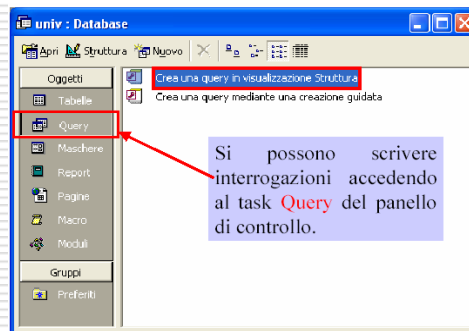 univ : Database
Apri Struttura Nuovo
Oggetti
Tabelle
Query
Maschere
Report
Pagine
Macro
Moduli
Gruppi
Preferiti
Crea una query in visualizzazione Struttura
Crea una query mediante una creazione guidata
Si possono scrivere
interrogazioni accedendo
al task Query del panello
di controllo.